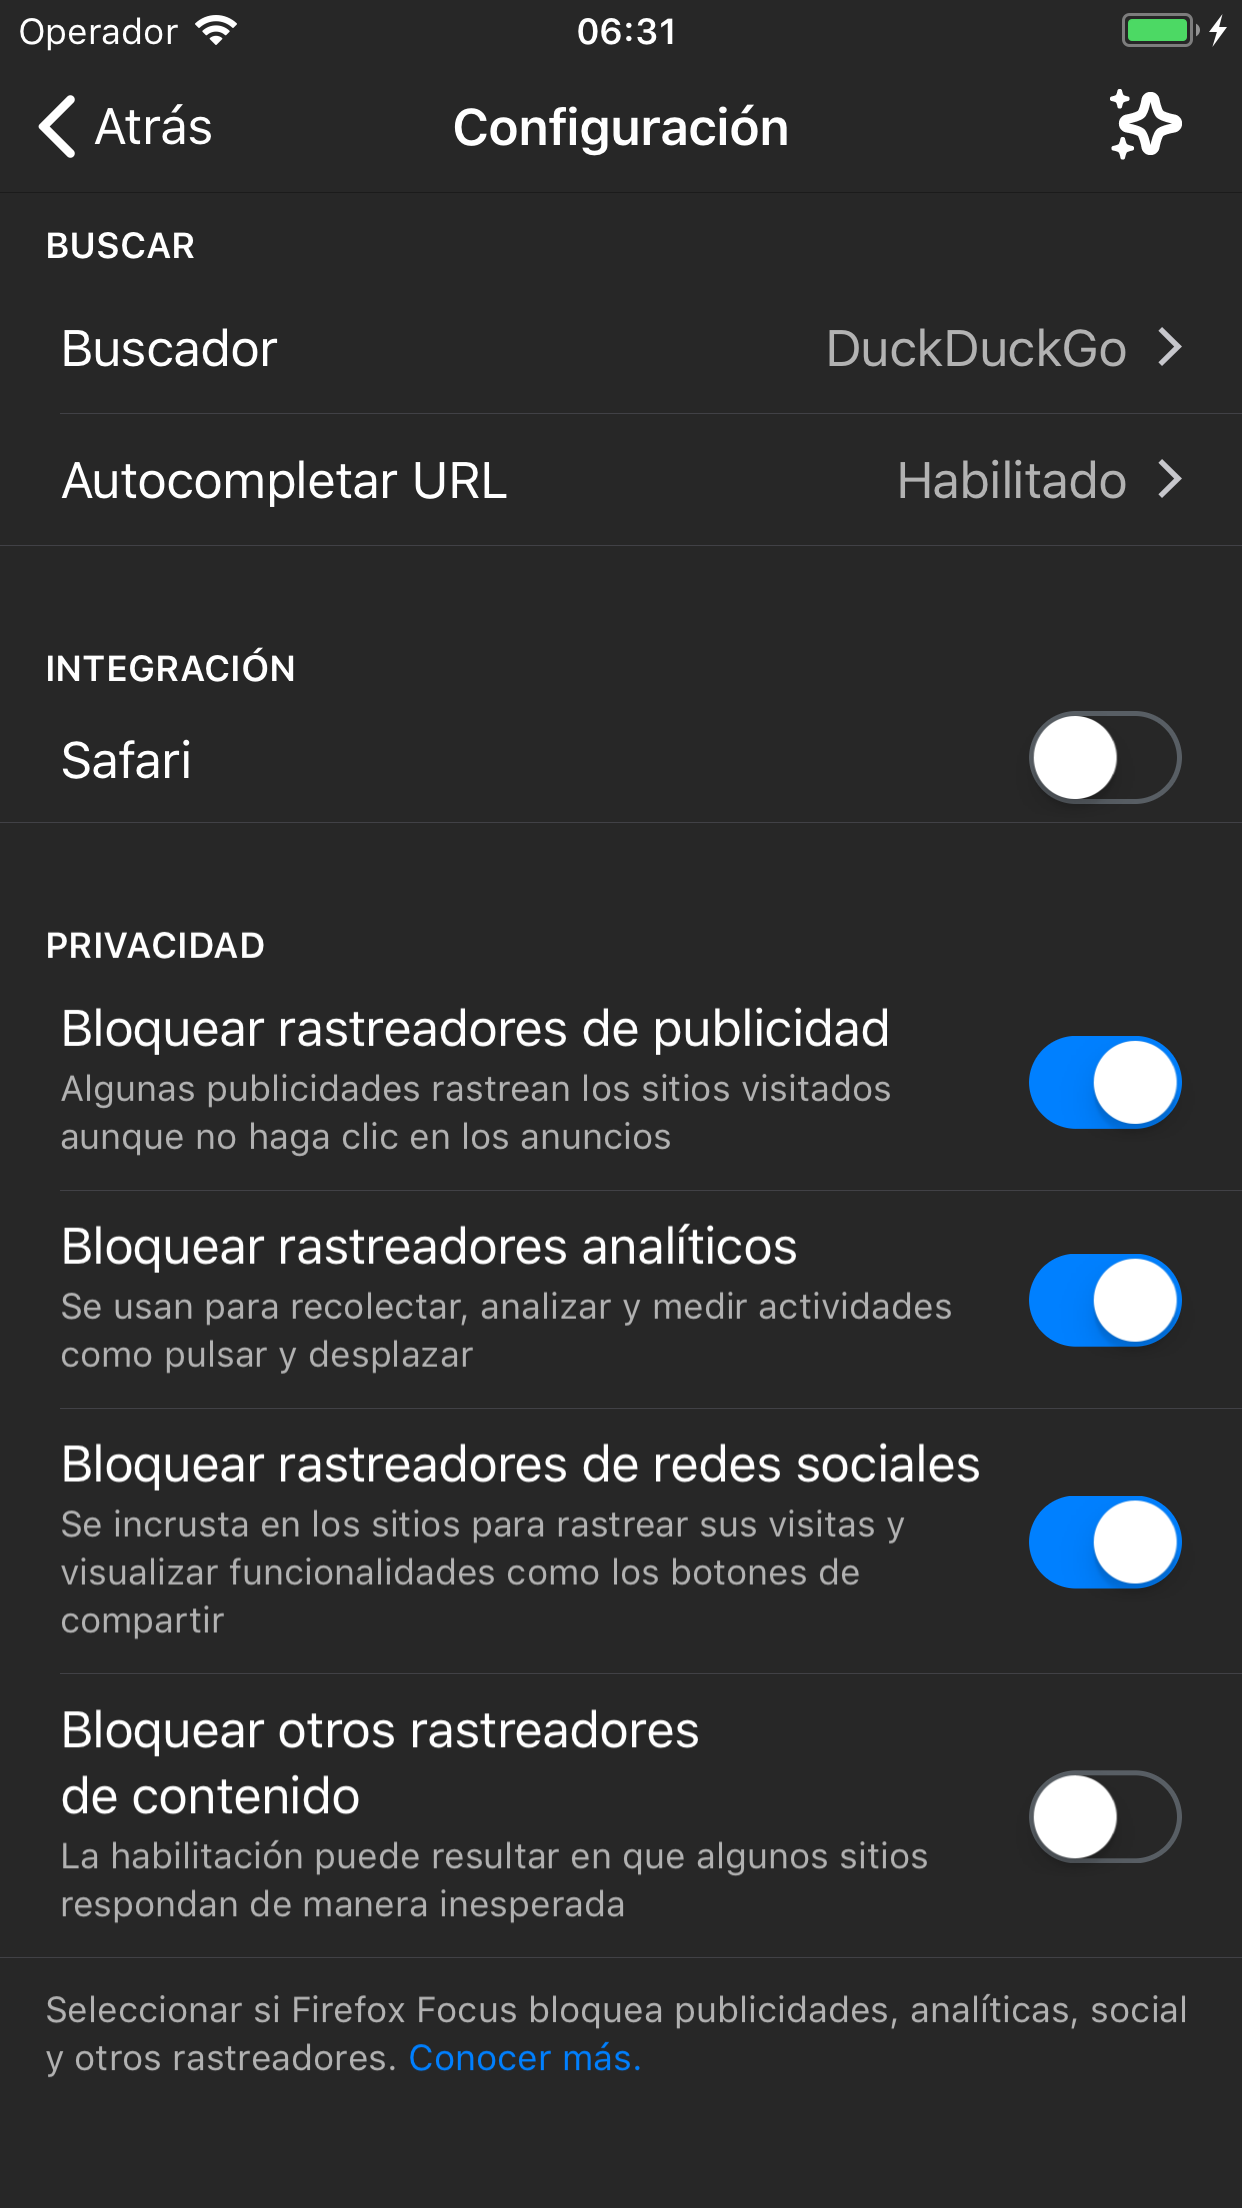 Operador
06:31
Atrás
Configuración
BUSCAR
Buscador
DuckDuckGo
Autocompletar URL
Habilitado
INTEGRACIÓN
Safari
PRIVACIDAD
Bloquear rastreadores de publicidad
Algunas publicidades rastrean los sitios visitados
aunque no haga clic en los anuncios
Bloquear rastreadores analíticos
Se usan para recolectar, analizar y medir actividades
como pulsar y desplazar
Bloquear rastreadores de redes sociales
Se incrusta en los sitios para rastrear sus visitas y
visualizar funcionalidades como los botones de
compartir
Bloquear otros rastreadores
de contenido
La habilitación puede resultar en que algunos sitios
respondan de manera inesperada
Seleccionar si Firefox Focus bloquea publicidades, analíticas, social
y otros rastreadores. Conocer más.